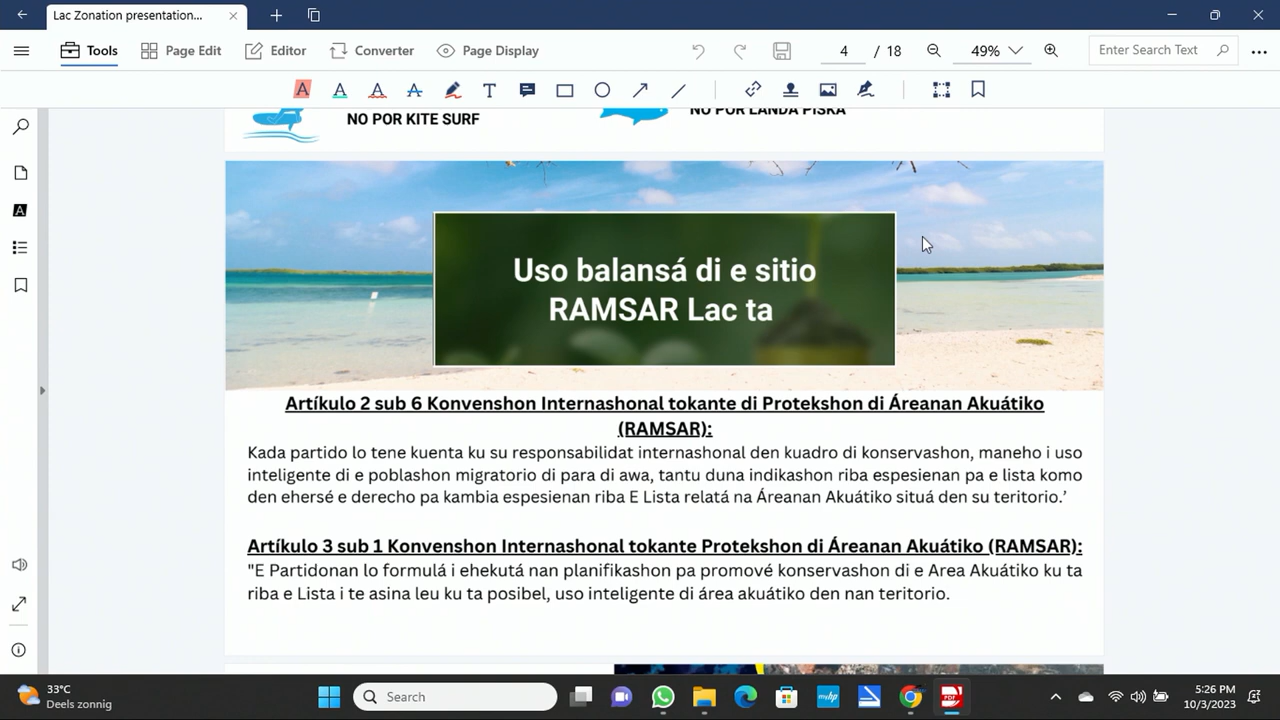 Lac Zonation presentation...
Tools
Page Edit
Editor
Converter
Page Display
4 / 18
49%
Enter Search Text
NO POR KITE SURF
NO POR LANDA PISKÁ
Uso balansá di e sitio
RAMSAR Lac ta
Artíkulo 2 sub 6 Konvenshon Internashonal tokante di Protekshon di Áreanan Akuátiko
(RAMSAR):
Kada partido lo tene kuenta ku su responsabilidat internashonal den kuadro di konservashon, maneho i uso
inteligente di e poblashon migratorio di para di awa, tantu duna indikashon riba espesienan pa e lista komo
den ehersé e derecho pa kambia espesienan riba E Lista relatá na Áreanan Akuátiko situá den su teritorio.’
Artíkulo 3 sub 1 Konvenshon Internashonal tokante Protekshon di Áreanan Akuátiko (RAMSAR):
"E Partidonan lo formulá i ehekutá nan planifikashon pa promové konservashon di e Area Akuátiko ku ta
riba e Lista i te asina leu ku ta posibel, uso inteligente di área akuátiko den nan teritorio.
33°C
Deels zonnig
Search
myhp
PDF
5:26 PM
10/3/2023